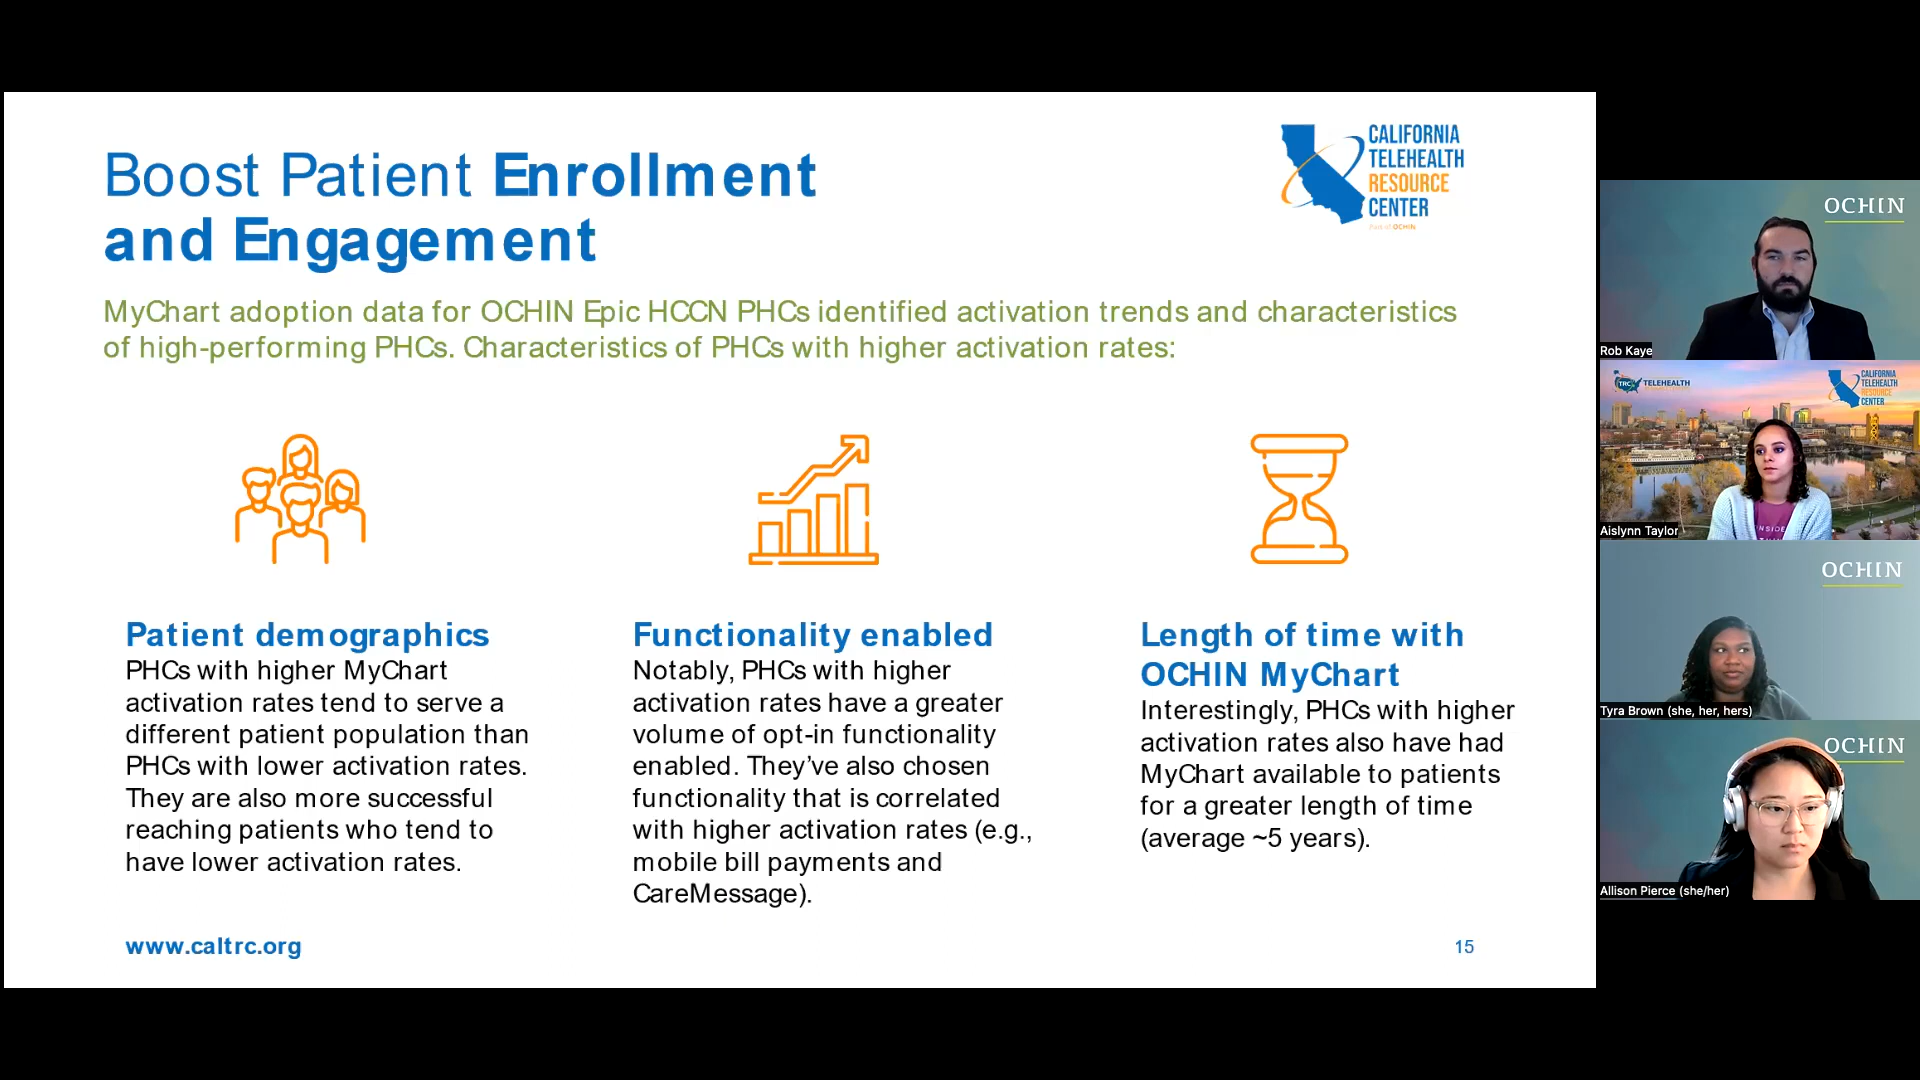 Boost Patient Enrollment
and Engagement
CALIFORNIA
TELEHEALTH
RESOURCE
CENTER
Part of OCHIN
MyChart adoption data for OCHIN Epic HCCN PHCs identified activation trends and characteristics
of high-performing PHCs. Characteristics of PHCs with higher activation rates:
Patient demographics
PHCs with higher MyChart
activation rates tend to serve a
different patient population than
PHCs with lower activation rates.
They are also more successful
reaching patients who tend to
have lower activation rates.
Functionality enabled
Notably, PHCs with higher
activation rates have a greater
volume of opt-in functionality
enabled. They’ve also chosen
functionality that is correlated
with higher activation rates (e.g.,
mobile bill payments and
CareMessage).
Length of time with
OCHIN MyChart
Interestingly, PHCs with higher
activation rates also have had
MyChart available to patients
for a greater length of time
(average ~5 years).
www.caltrc.org
15
OCHIN
Rob Kaye
TRC
TELEHEALTH
CALIFORNIA
TELEHEALTH
RESOURCE
CENTER
INSIDE
Aislynn Taylor
OCHIN
Tyra Brown (she, her, hers)
OCHIN
Allison Pierce (she/her)